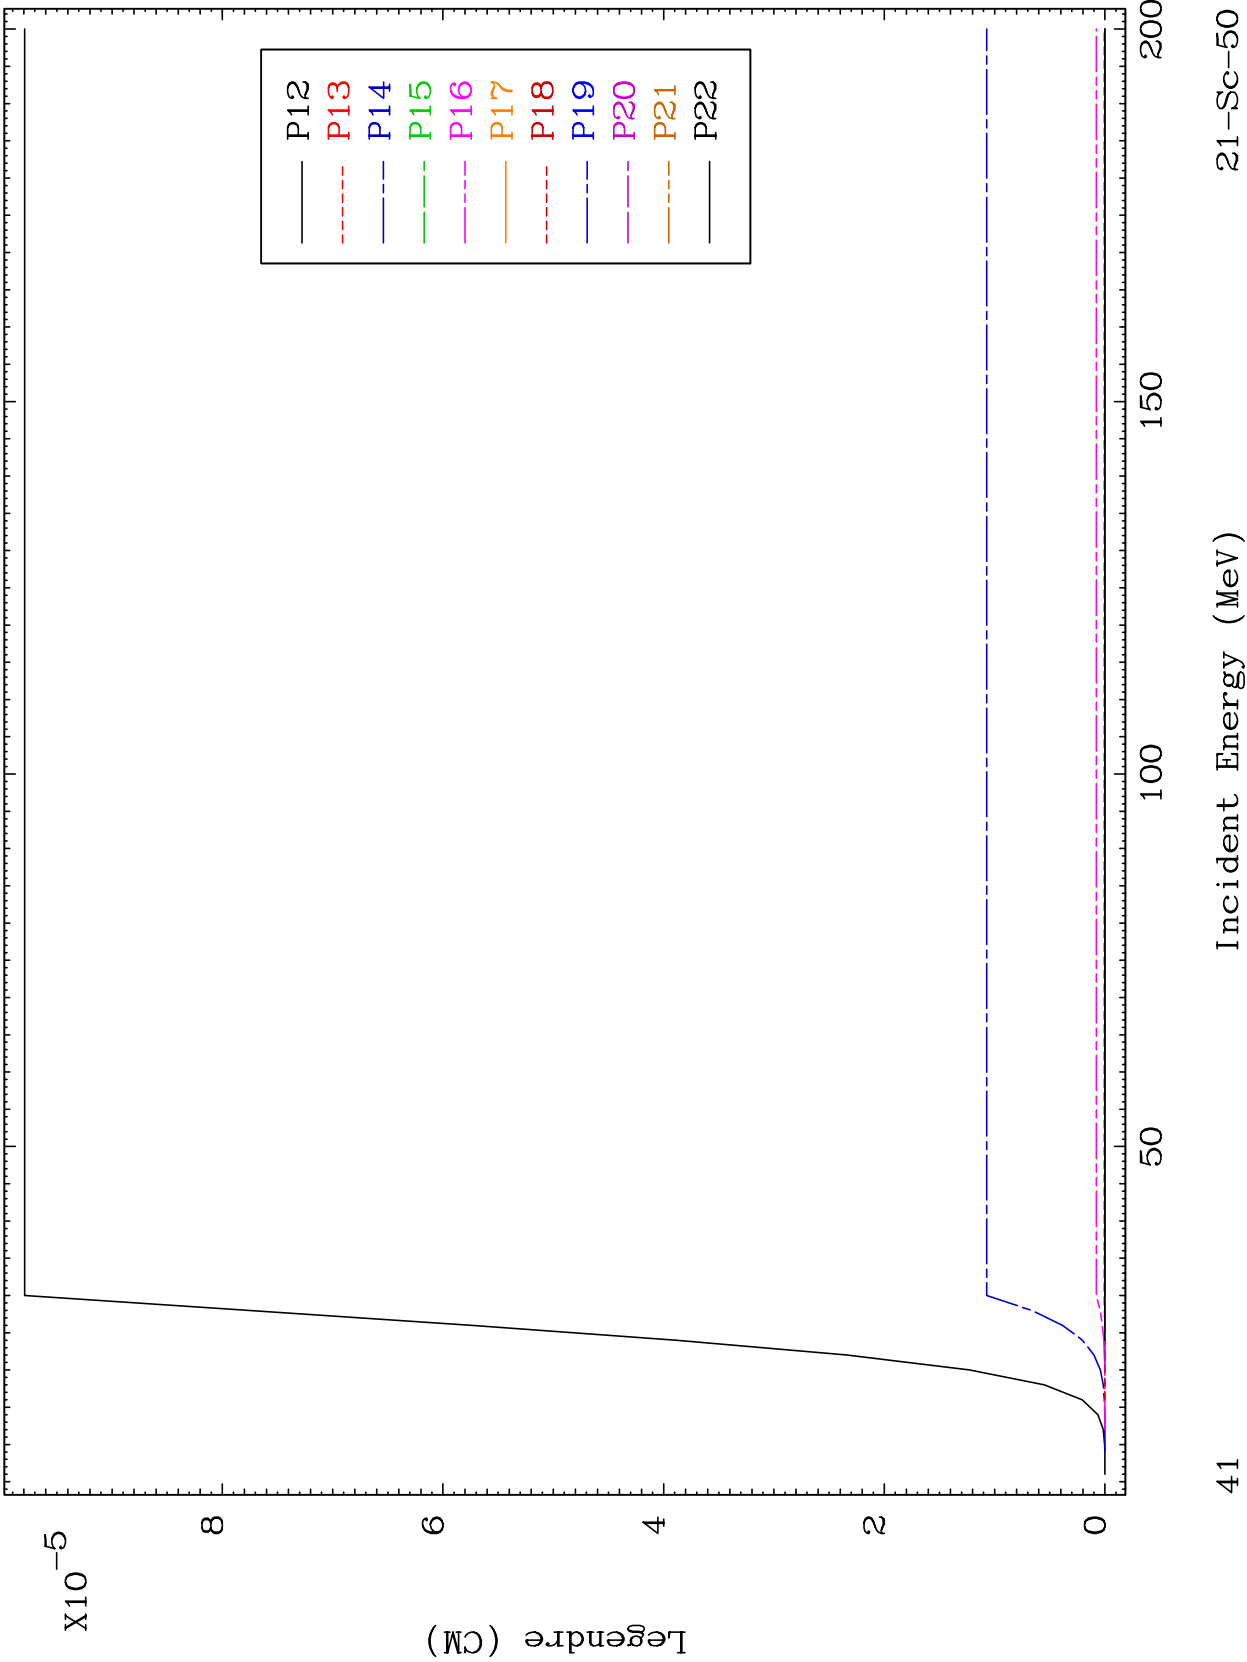 X10-5
8
6
4
2
0
Legendre (CM)
P12
P13
P14
P15
P16
P17
P18
P19
P20
P21
P22
50
100
150
200
Incident Energy (MeV)
41
21-Sc-50